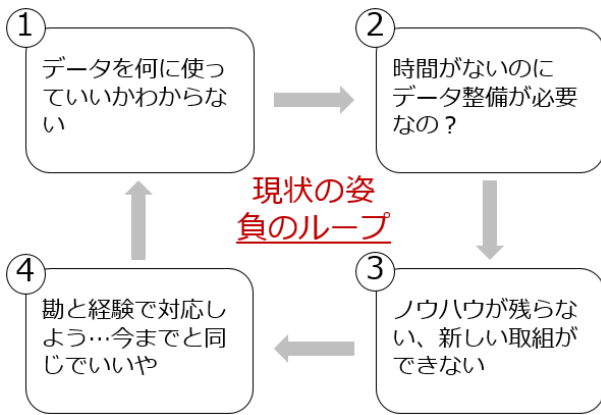 1
データを何に使っ
ていいかわからな
い
2
時間がないのに
データ整備が必要
なの？
現状の姿
負のループ
4
勘と経験で対応し
よう…今までと同
じでいいや
3
ノウハウが残らな
い、新しい取組が
できない